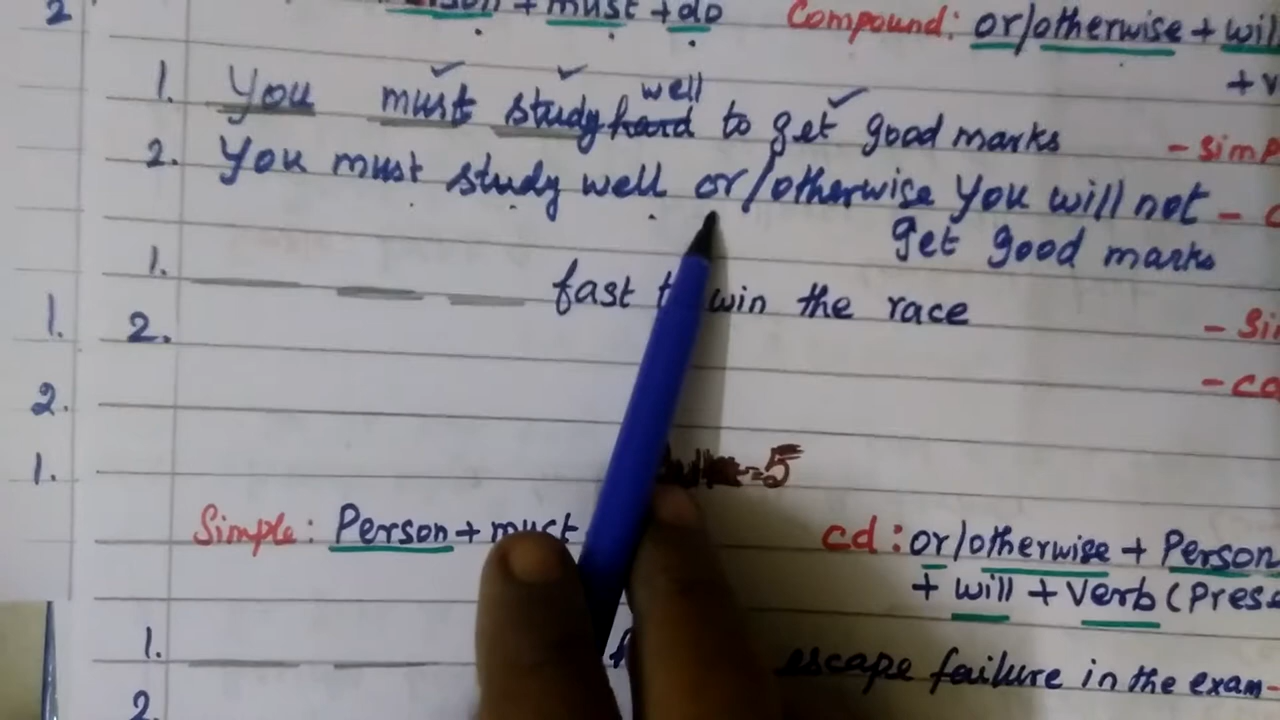 2 + must + do Compound: or/otherwise + will
+ v
1. You must study hard well to get good marks - Simp
2. You must study well or/otherwise you will not -
get good marks
1. fast win the race - Si
1. 2. - co
2.
1. =5
Simple: Person + must cd: or/otherwise + Person
+ will + Verb (Pres
1. escape failure in the exam -
2.